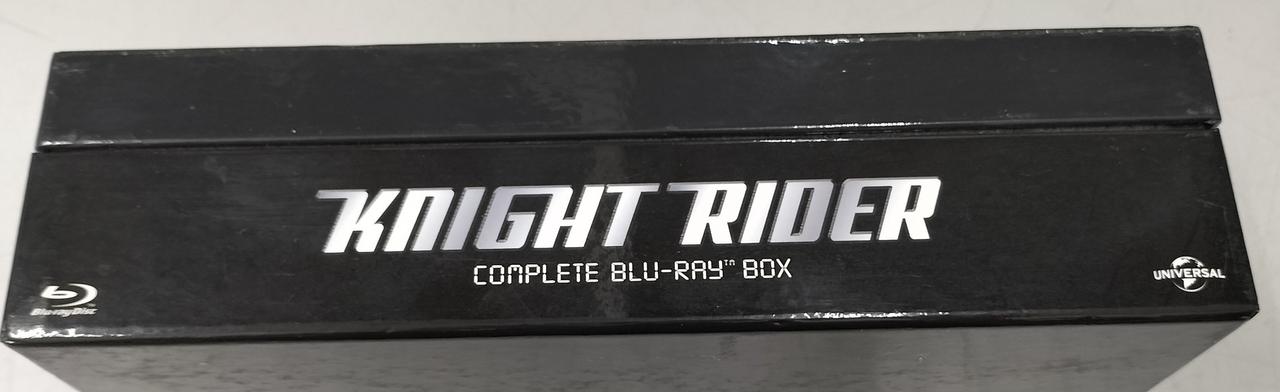 KNIGHT RIDER
COMPLETE BLU-RAY™ BOX
Blu-ray Disc
UNIVERSAL